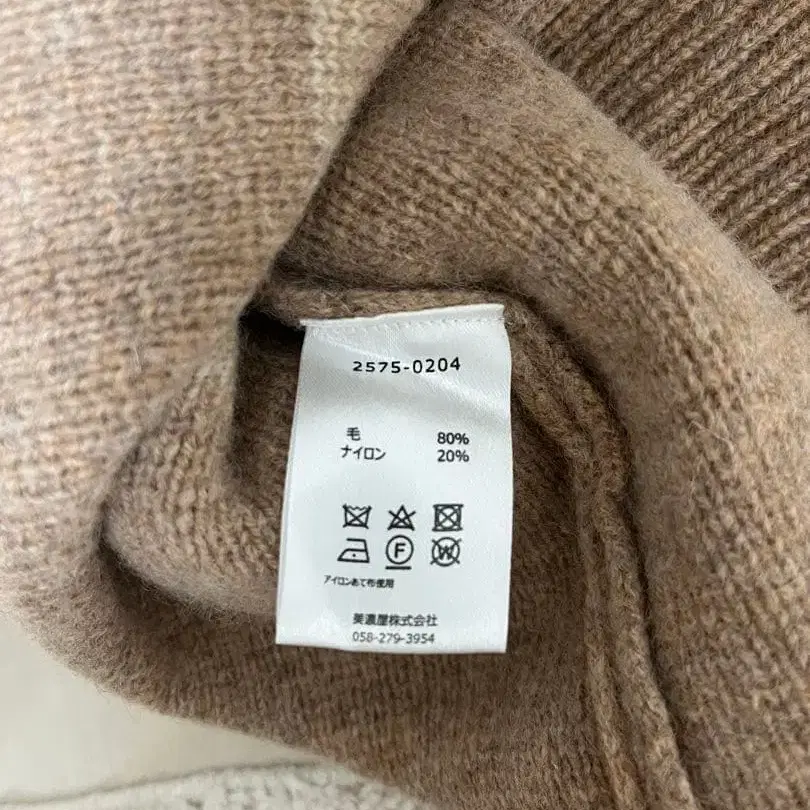 2575-0204
毛 80%
ナイロン 20%
F W
アイロンあて布使用
美濃屋株式会社
058-279-3954